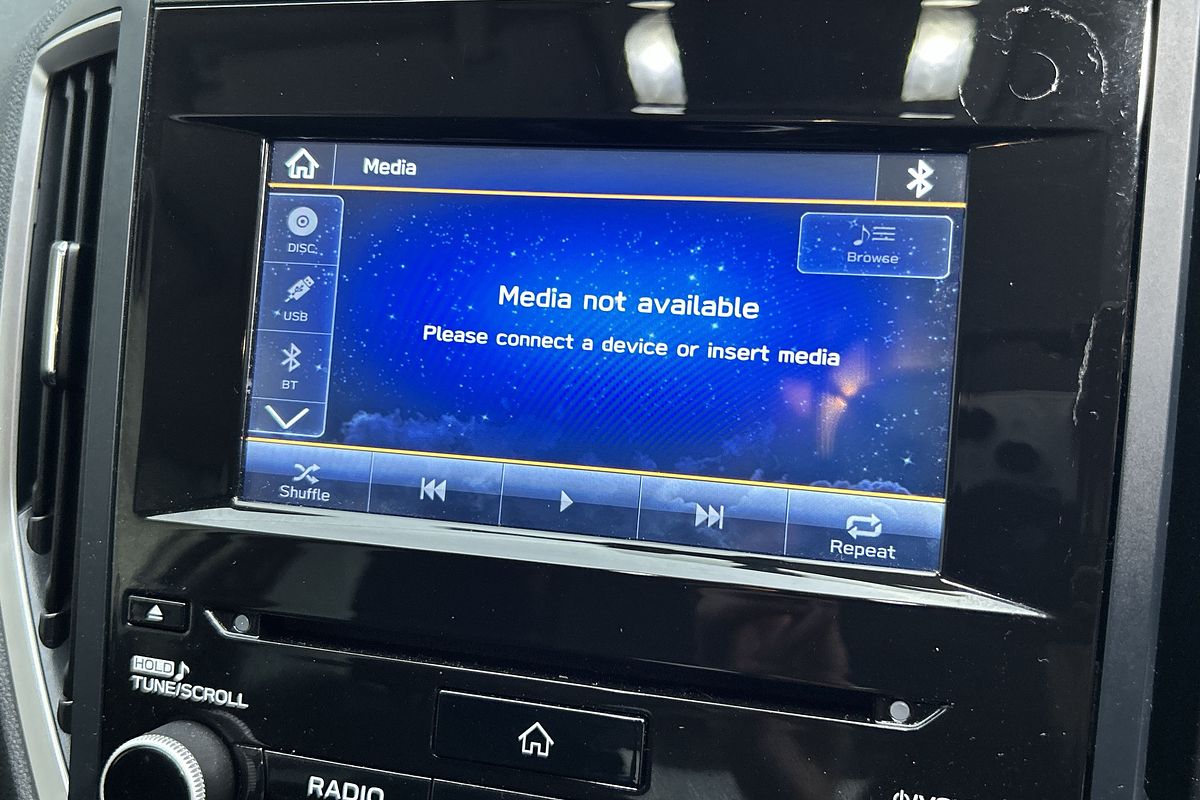 Media
DISC
USB
BT
Browse
Media not available
Please connect a device or insert media
Shuffle
Repeat
HOLD
TUNE/SCROLL
RADIO